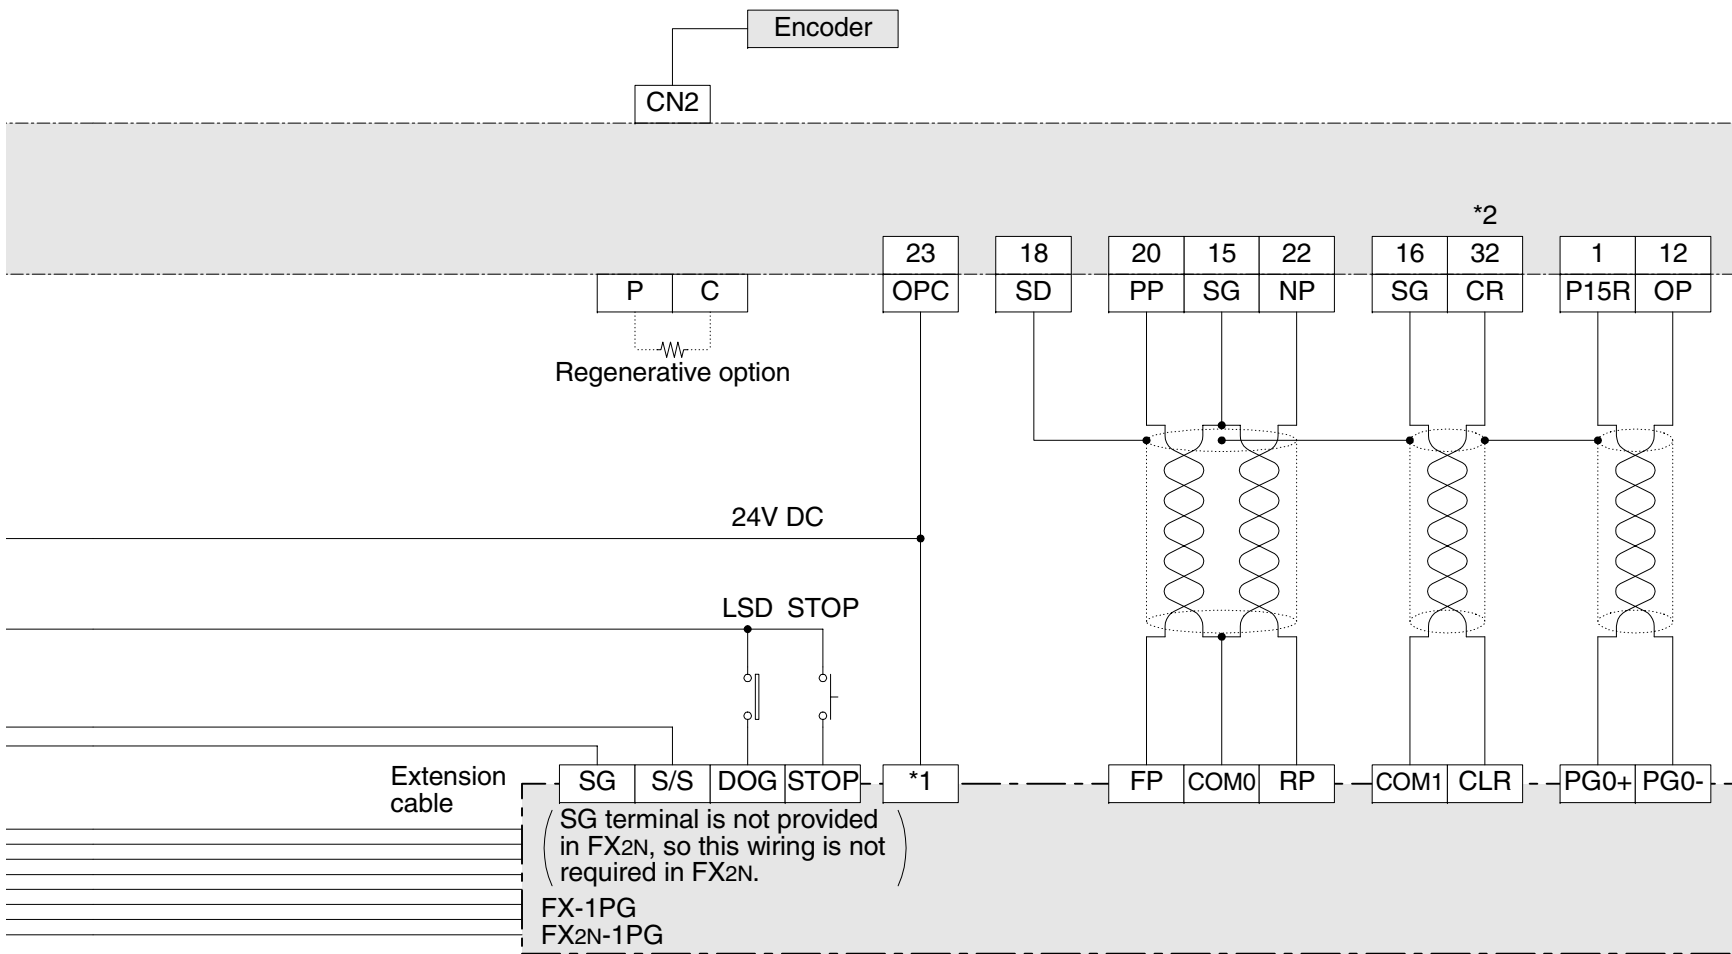 Encoder
CN2
*2
23 18 20 15 22 16 32 1 12
P C OPC SD PP SG NP SG CR P15R OP
Regenerative option
24V DC
LSD STOP
Extension
cable
SG S/S DOG STOP *1 FP COM0 RP COM1 CLR PG0+ PG0-
( SG terminal is not provided
in FX2N, so this wiring is not
required in FX2N. )
FX-1PG
FX2N-1PG